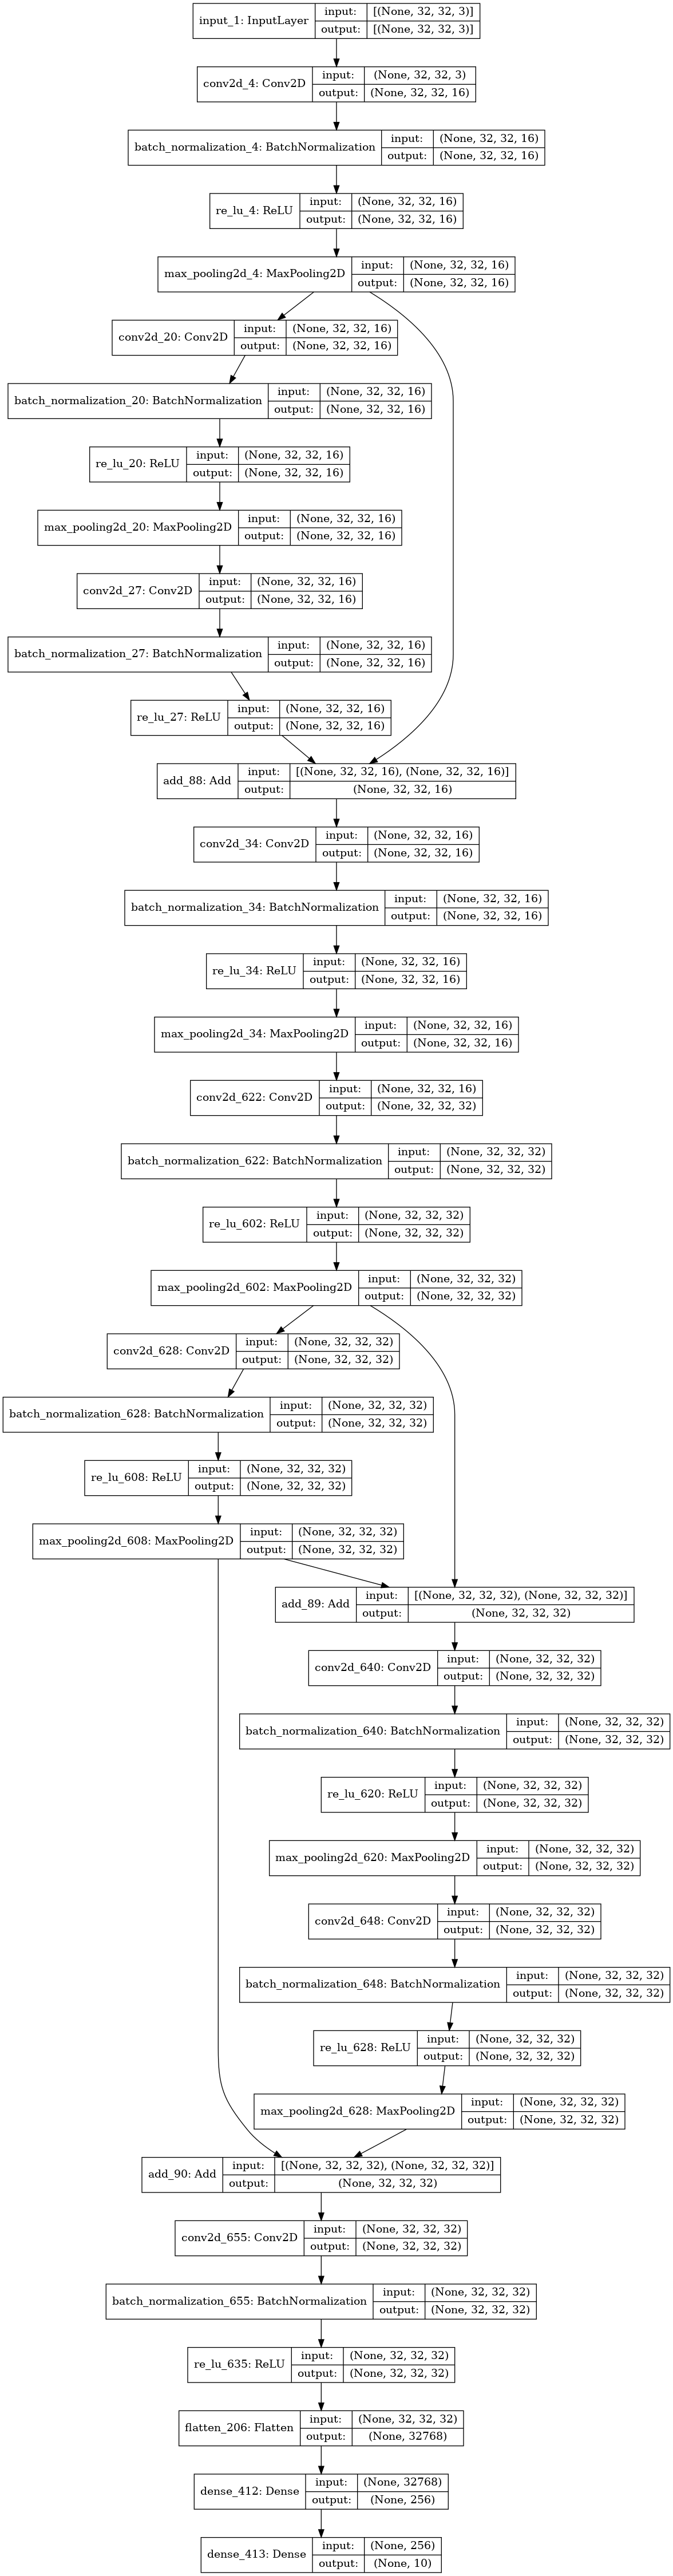 input_1: InputLayer
input: [(None, 32, 32, 3)]
output: [(None, 32, 32, 3)]
conv2d_4: Conv2D
input: (None, 32, 32, 3)
output: (None, 32, 32, 16)
batch_normalization_4: BatchNormalization
input: (None, 32, 32, 16)
output: (None, 32, 32, 16)
re_lu_4: ReLU
input: (None, 32, 32, 16)
output: (None, 32, 32, 16)
max_pooling2d_4: MaxPooling2D
input: (None, 32, 32, 16)
output: (None, 32, 32, 16)
conv2d_20: Conv2D
input: (None, 32, 32, 16)
output: (None, 32, 32, 16)
batch_normalization_20: BatchNormalization
input: (None, 32, 32, 16)
output: (None, 32, 32, 16)
re_lu_20: ReLU
input: (None, 32, 32, 16)
output: (None, 32, 32, 16)
max_pooling2d_20: MaxPooling2D
input: (None, 32, 32, 16)
output: (None, 32, 32, 16)
conv2d_27: Conv2D
input: (None, 32, 32, 16)
output: (None, 32, 32, 16)
batch_normalization_27: BatchNormalization
input: (None, 32, 32, 16)
output: (None, 32, 32, 16)
re_lu_27: ReLU
input: (None, 32, 32, 16)
output: (None, 32, 32, 16)
add_88: Add
input: [(None, 32, 32, 16), (None, 32, 32, 16)]
output: (None, 32, 32, 16)
conv2d_34: Conv2D
input: (None, 32, 32, 16)
output: (None, 32, 32, 16)
batch_normalization_34: BatchNormalization
input: (None, 32, 32, 16)
output: (None, 32, 32, 16)
re_lu_34: ReLU
input: (None, 32, 32, 16)
output: (None, 32, 32, 16)
max_pooling2d_34: MaxPooling2D
input: (None, 32, 32, 16)
output: (None, 32, 32, 16)
conv2d_622: Conv2D
input: (None, 32, 32, 16)
output: (None, 32, 32, 32)
batch_normalization_622: BatchNormalization
input: (None, 32, 32, 32)
output: (None, 32, 32, 32)
re_lu_602: ReLU
input: (None, 32, 32, 32)
output: (None, 32, 32, 32)
max_pooling2d_602: MaxPooling2D
input: (None, 32, 32, 32)
output: (None, 32, 32, 32)
conv2d_628: Conv2D
input: (None, 32, 32, 32)
output: (None, 32, 32, 32)
batch_normalization_628: BatchNormalization
input: (None, 32, 32, 32)
output: (None, 32, 32, 32)
re_lu_608: ReLU
input: (None, 32, 32, 32)
output: (None, 32, 32, 32)
max_pooling2d_608: MaxPooling2D
input: (None, 32, 32, 32)
output: (None, 32, 32, 32)
add_89: Add
input: [(None, 32, 32, 32), (None, 32, 32, 32)]
output: (None, 32, 32, 32)
conv2d_640: Conv2D
input: (None, 32, 32, 32)
output: (None, 32, 32, 32)
batch_normalization_640: BatchNormalization
input: (None, 32, 32, 32)
output: (None, 32, 32, 32)
re_lu_620: ReLU
input: (None, 32, 32, 32)
output: (None, 32, 32, 32)
max_pooling2d_620: MaxPooling2D
input: (None, 32, 32, 32)
output: (None, 32, 32, 32)
conv2d_648: Conv2D
input: (None, 32, 32, 32)
output: (None, 32, 32, 32)
batch_normalization_648: BatchNormalization
input: (None, 32, 32, 32)
output: (None, 32, 32, 32)
re_lu_628: ReLU
input: (None, 32, 32, 32)
output: (None, 32, 32, 32)
max_pooling2d_628: MaxPooling2D
input: (None, 32, 32, 32)
output: (None, 32, 32, 32)
add_90: Add
input: [(None, 32, 32, 32), (None, 32, 32, 32)]
output: (None, 32, 32, 32)
conv2d_655: Conv2D
input: (None, 32, 32, 32)
output: (None, 32, 32, 32)
batch_normalization_655: BatchNormalization
input: (None, 32, 32, 32)
output: (None, 32, 32, 32)
re_lu_635: ReLU
input: (None, 32, 32, 32)
output: (None, 32, 32, 32)
flatten_206: Flatten
input: (None, 32, 32, 32)
output: (None, 32768)
dense_412: Dense
input: (None, 32768)
output: (None, 256)
dense_413: Dense
input: (None, 256)
output: (None, 10)